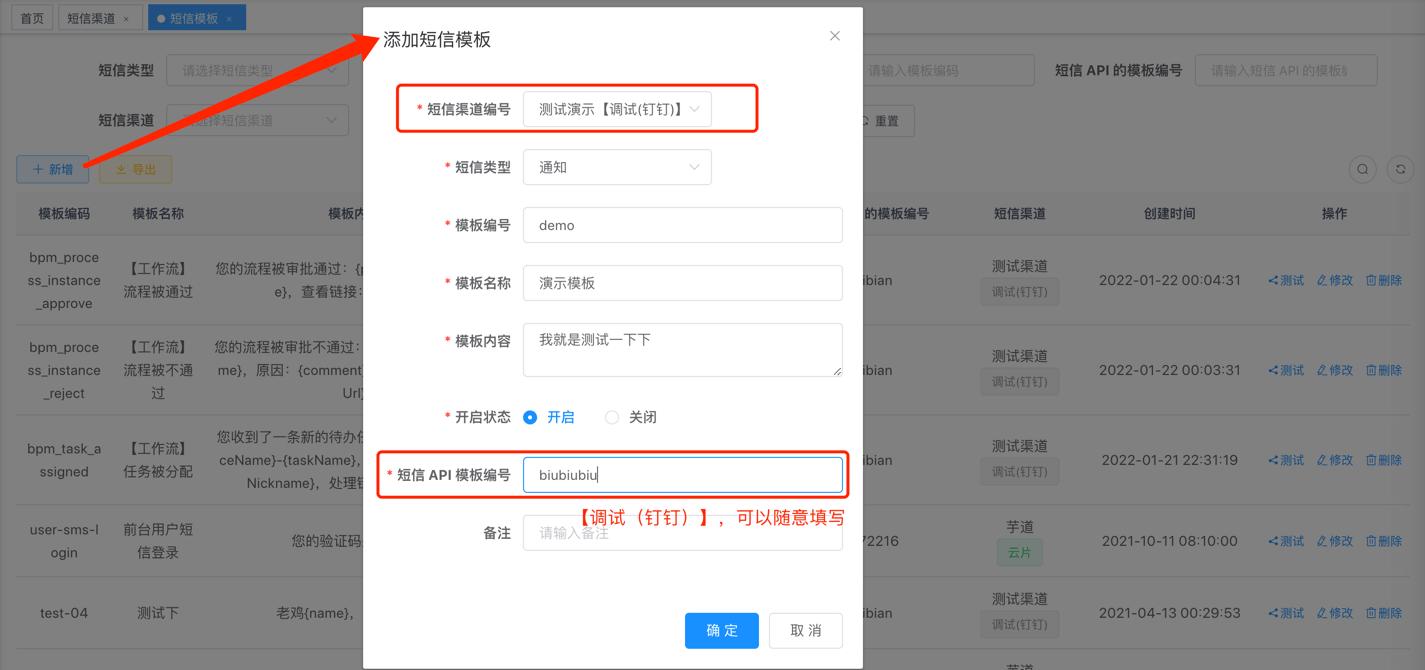 首页
短信渠道 ×
短信模板 ×
添加短信模板
短信类型
请选择短信类型
请输入模板编码
短信 API 的模板编号
请输入短信 API 的模板编
短信渠道
请选择短信渠道
重置
+ 新增
导出
* 短信渠道编号
测试演示【调试(钉钉)】
* 短信类型
通知
* 模板编号
demo
* 模板名称
演示模板
* 模板内容
我就是测试一下下
* 开启状态
开启
关闭
* 短信 API 模板编号
biubiubiu
【调试（钉钉）】，可以随意填写
备注
请输入备注
确 定
取 消
模板编码
模板名称
模板内
的模板编号
短信渠道
创建时间
操作
bpm_proce
ss_instance
_approve
【工作流】
流程被通过
您的流程被审批通过：{p
e}，查看链接：
ibian
测试渠道
调试(钉钉)
2022-01-22 00:04:31
测试
修改
删除
bpm_proce
ss_instance
_reject
【工作流】
流程被不通
过
您的流程被审批不通过：
me}，原因：{comment
Url}
ibian
测试渠道
调试(钉钉)
2022-01-22 00:03:31
测试
修改
删除
bpm_task_a
ssigned
【工作流】
任务被分配
您收到了一条新的待办任
ceName}-{taskName}，
Nickname}，处理链
ibian
测试渠道
调试(钉钉)
2022-01-21 22:31:19
测试
修改
删除
user-sms-l
ogin
前台用户短
信登录
您的验证码
72216
芋道
云片
2021-10-11 08:10:00
测试
修改
删除
test-04
测试下
老鸡{name}，
ibian
测试渠道
调试(钉钉)
2021-04-13 00:29:53
测试
修改
删除
芋道